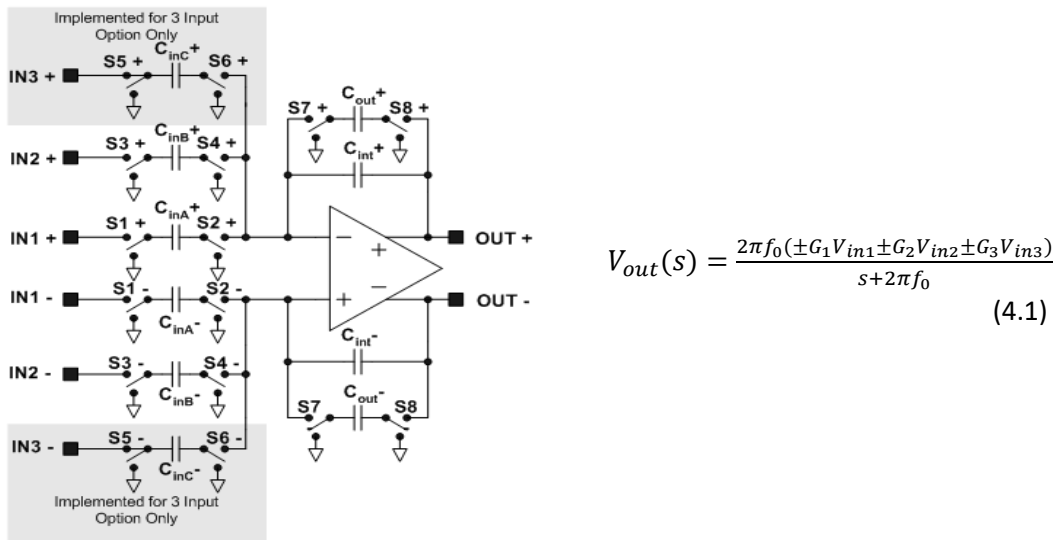 Implemented for 3 Input
Option Only
CinC+
S5 +
S6 +
IN3 +
Cout+
S7 +
S8 +
CinB+
S3 +
S4 +
IN2 +
Cint+
CinA+
S1 +
S2 +
IN1 +
− +
OUT +
S1 -
S2 -
IN1 -
+ −
OUT -
CinA-
Cint-
S3 -
S4 -
IN2 -
CinB-
Cout-
S7
S8
S5 -
S6 -
IN3 -
CinC-
Implemented for 3 Input
Option Only
Vout(s) = 2πf0(±G1Vin1±G2Vin2±G3Vin3) / s+2πf0
(4.1)